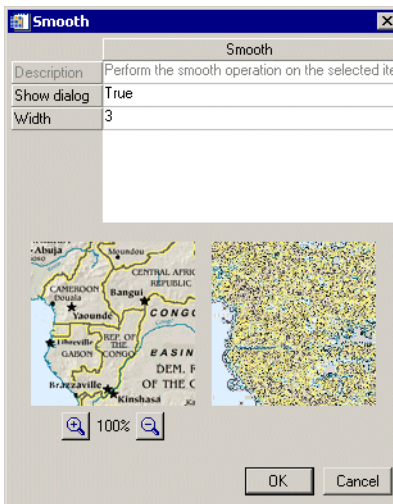 Smooth
Smooth
Description Perform the smooth operation on the selected ite
Show dialog True
Width 3
Abuja
Moundou
CENTRAL AFRIC
REPUBLIC
CAMEROON
Douala
Bangui
Yaounde
CONGO
Libreville
REP. OF
THE
CONGO
GABON
BASIN
DEM. R
OF THE C
Brazzaville
Kinshasa
100%
OK Cancel